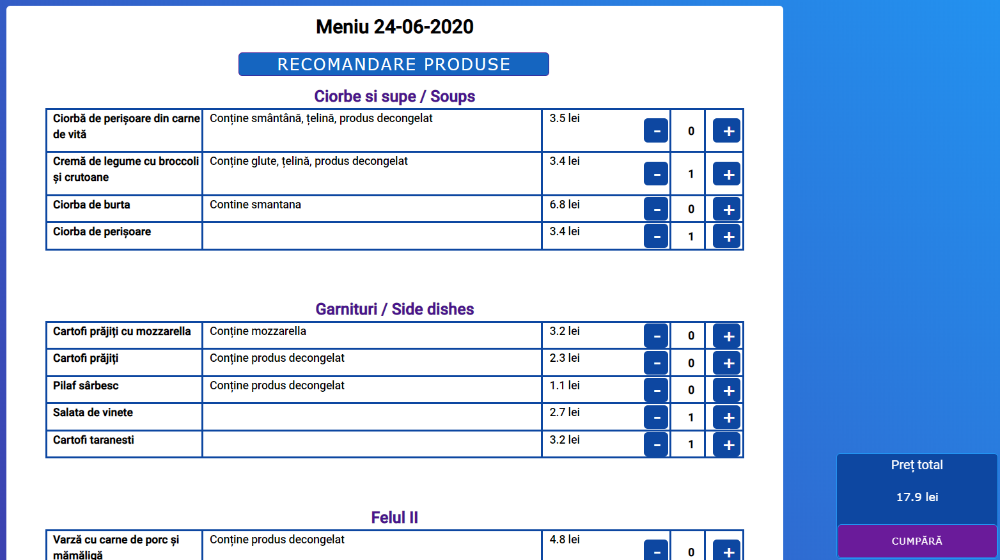 Meniu 24-06-2020
RECOMANDARE PRODUSE
Ciorbe si supe / Soups
Ciorbă de perișoare din carne de vită Conține smântână, țelină, produs decongelat 3.5 lei - 0 +
Cremă de legume cu broccoli și crutoane Conține glute, țelină, produs decongelat 3.4 lei - 1 +
Ciorba de burta Contine smantana 6.8 lei - 0 +
Ciorba de perișoare 3.4 lei - 1 +
Garnituri / Side dishes
Cartofi prăjiți cu mozzarella Conține mozzarella 3.2 lei - 0 +
Cartofi prăjiți Conține produs decongelat 2.3 lei - 0 +
Pilaf sârbesc Conține produs decongelat 1.1 lei - 0 +
Salata de vinete 2.7 lei - 1 +
Cartofi taranesti 3.2 lei - 1 +
Felul II
Varză cu carne de porc și mămăligă Conține produs decongelat 4.8 lei - 0 +
Preț total
17.9 lei
CUMPĂRĂ